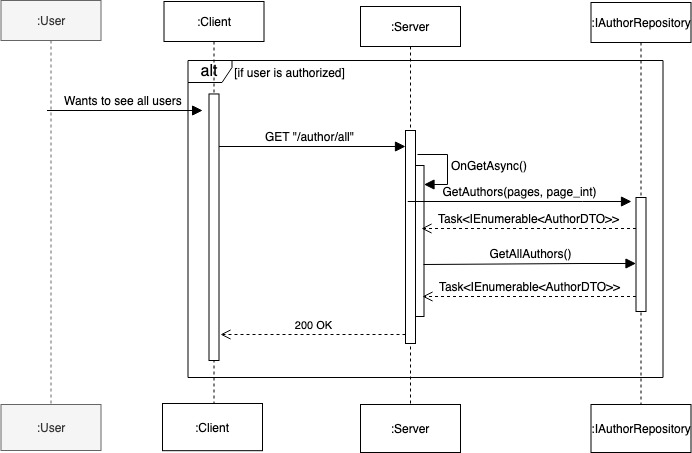 :User
:Client
:Server
:IAuthorRepository
alt
[if user is authorized]
Wants to see all users
GET "/author/all"
OnGetAsync()
GetAuthors(pages, page_int)
Task<IEnumerable<AuthorDTO>>
GetAllAuthors()
Task<IEnumerable<AuthorDTO>>
200 OK
:User
:Client
:Server
:IAuthorRepository